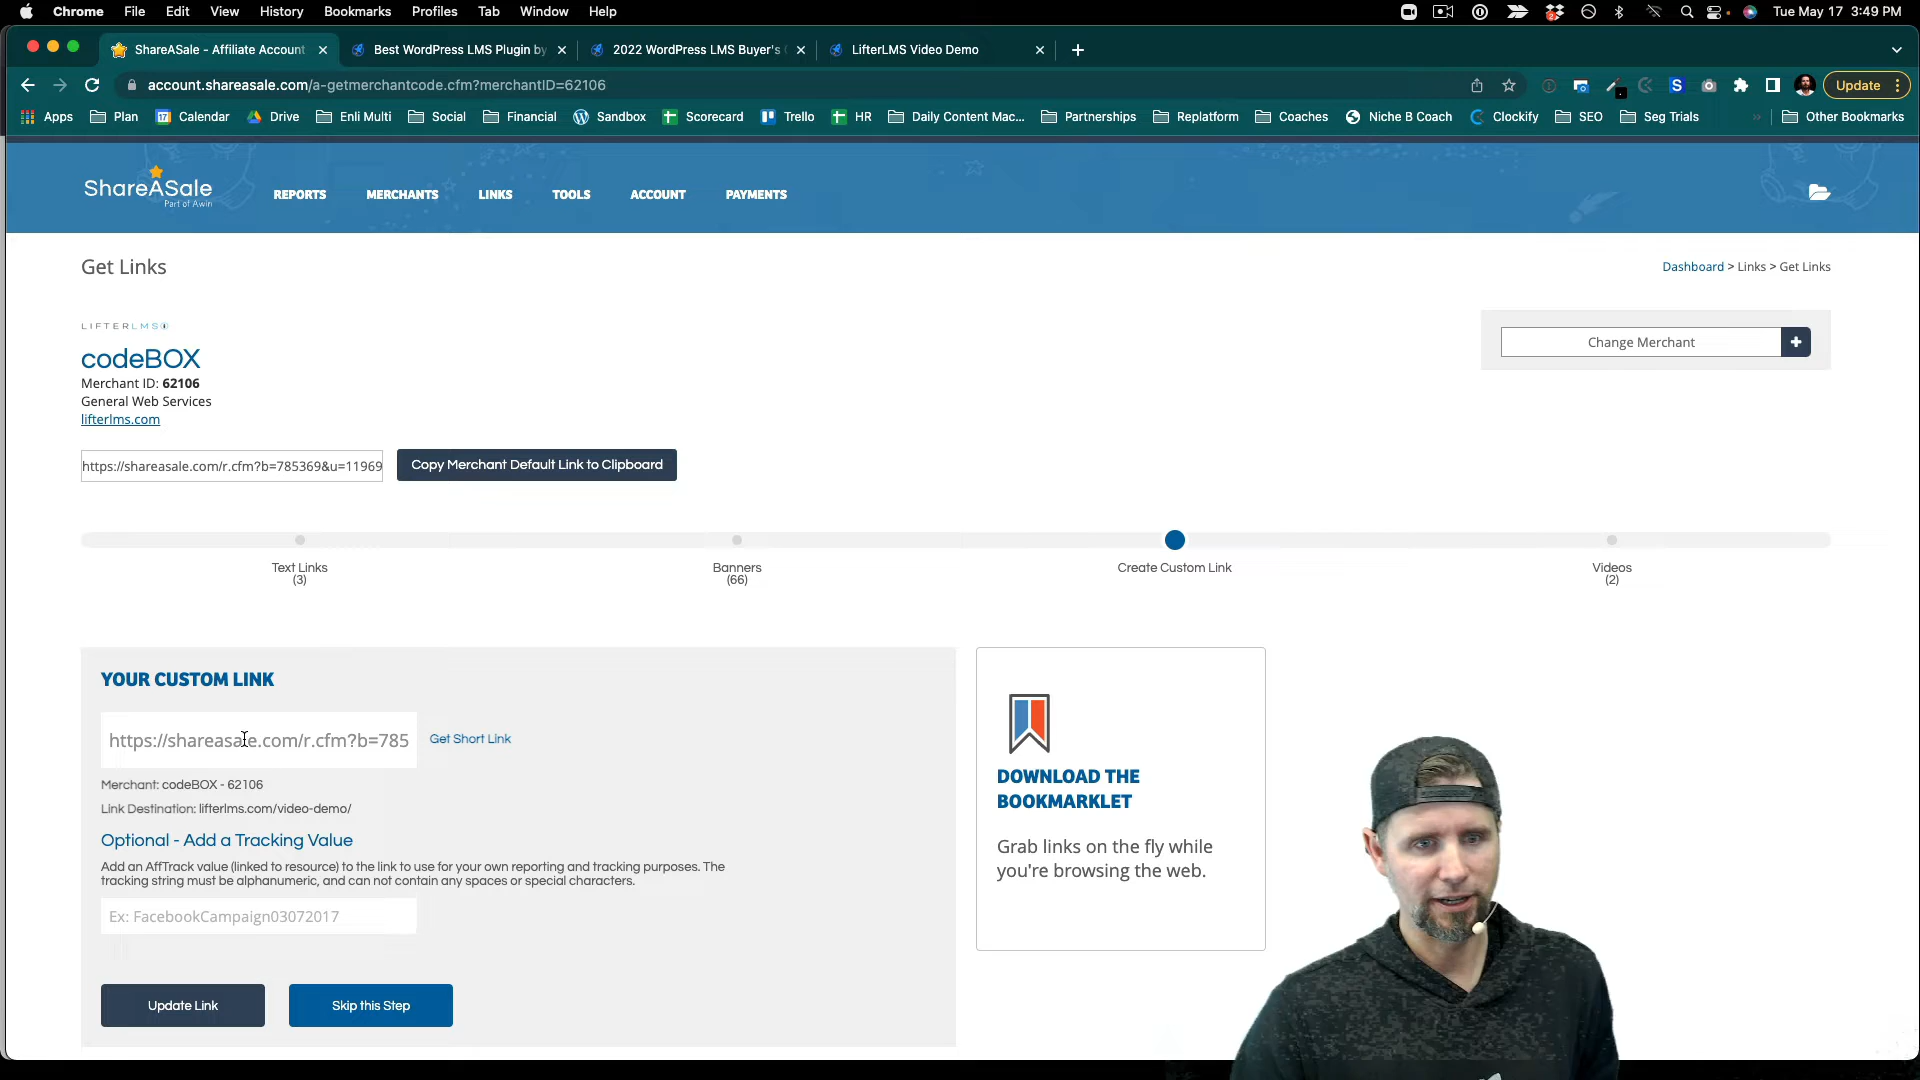 Chrome File Edit View History Bookmarks Profiles Tab Window Help
Tue May 17 3:49 PM
ShareASale - Affiliate Account
Best WordPress LMS Plugin by
2022 WordPress LMS Buyer's
LifterLMS Video Demo
account.shareasale.com/a-getmerchantcode.cfm?merchantID=62106
Update
Apps Plan Calendar Drive Enli Multi Social Financial Sandbox Scorecard Trello HR Daily Content Mac... Partnerships Replatform Coaches Niche B Coach Clockify SEO Seg Trials » Other Bookmarks
ShareASale
Part of Awin
REPORTS MERCHANTS LINKS TOOLS ACCOUNT PAYMENTS
Get Links
Dashboard > Links > Get Links
LIFTERLMS
codeBOX
Merchant ID: 62106
General Web Services
lifterlms.com
Change Merchant
https://shareasale.com/r.cfm?b=785369&u=11969
Copy Merchant Default Link to Clipboard
Text Links
(3)
Banners
(66)
Create Custom Link
Videos
(2)
YOUR CUSTOM LINK
https://shareasale.com/r.cfm?b=785
Get Short Link
Merchant: codeBOX - 62106
Link Destination: lifterlms.com/video-demo/
Optional - Add a Tracking Value
Add an AffTrack value (linked to resource) to the link to use for your own reporting and tracking purposes. The
tracking string must be alphanumeric, and can not contain any spaces or special characters.
Ex: FacebookCampaign03072017
Update Link
Skip this Step
DOWNLOAD THE
BOOKMARKLET
Grab links on the fly while
you're browsing the web.